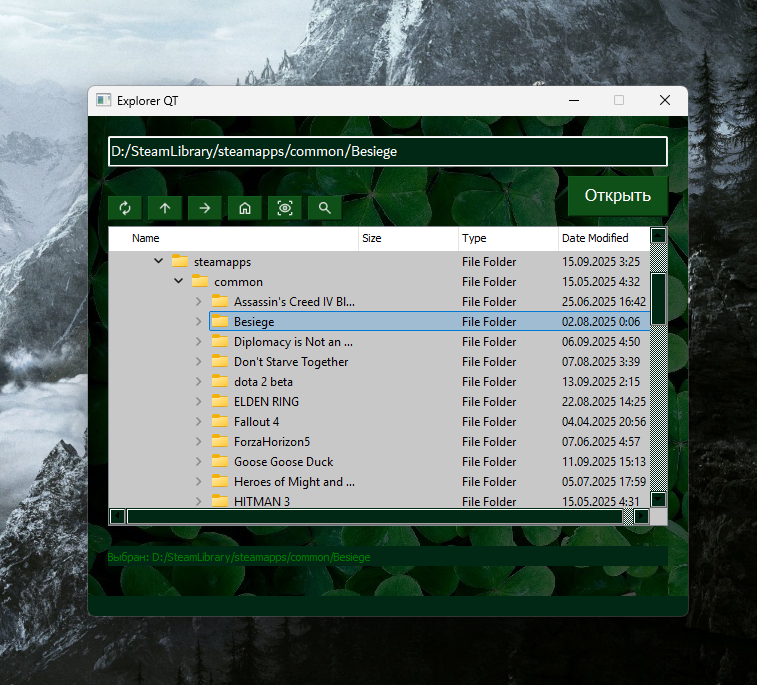 Explorer QT
D:/SteamLibrary/steamapps/common/Besiege
Открыть
Name Size Type Date Modified
steamapps File Folder 15.09.2025 3:25
common File Folder 15.05.2025 4:32
Assassin's Creed IV Bl... File Folder 25.06.2025 16:42
Besiege File Folder 02.08.2025 0:06
Diplomacy is Not an ... File Folder 06.09.2025 4:50
Don't Starve Together File Folder 07.08.2025 3:39
dota 2 beta File Folder 13.09.2025 2:15
ELDEN RING File Folder 22.08.2025 14:25
Fallout 4 File Folder 04.04.2025 20:56
ForzaHorizon5 File Folder 07.06.2025 4:57
Goose Goose Duck File Folder 11.09.2025 15:13
Heroes of Might and ... File Folder 05.07.2025 17:59
HITMAN 3 File Folder 15.05.2025 4:31
Выбран: D:/SteamLibrary/steamapps/common/Besiege